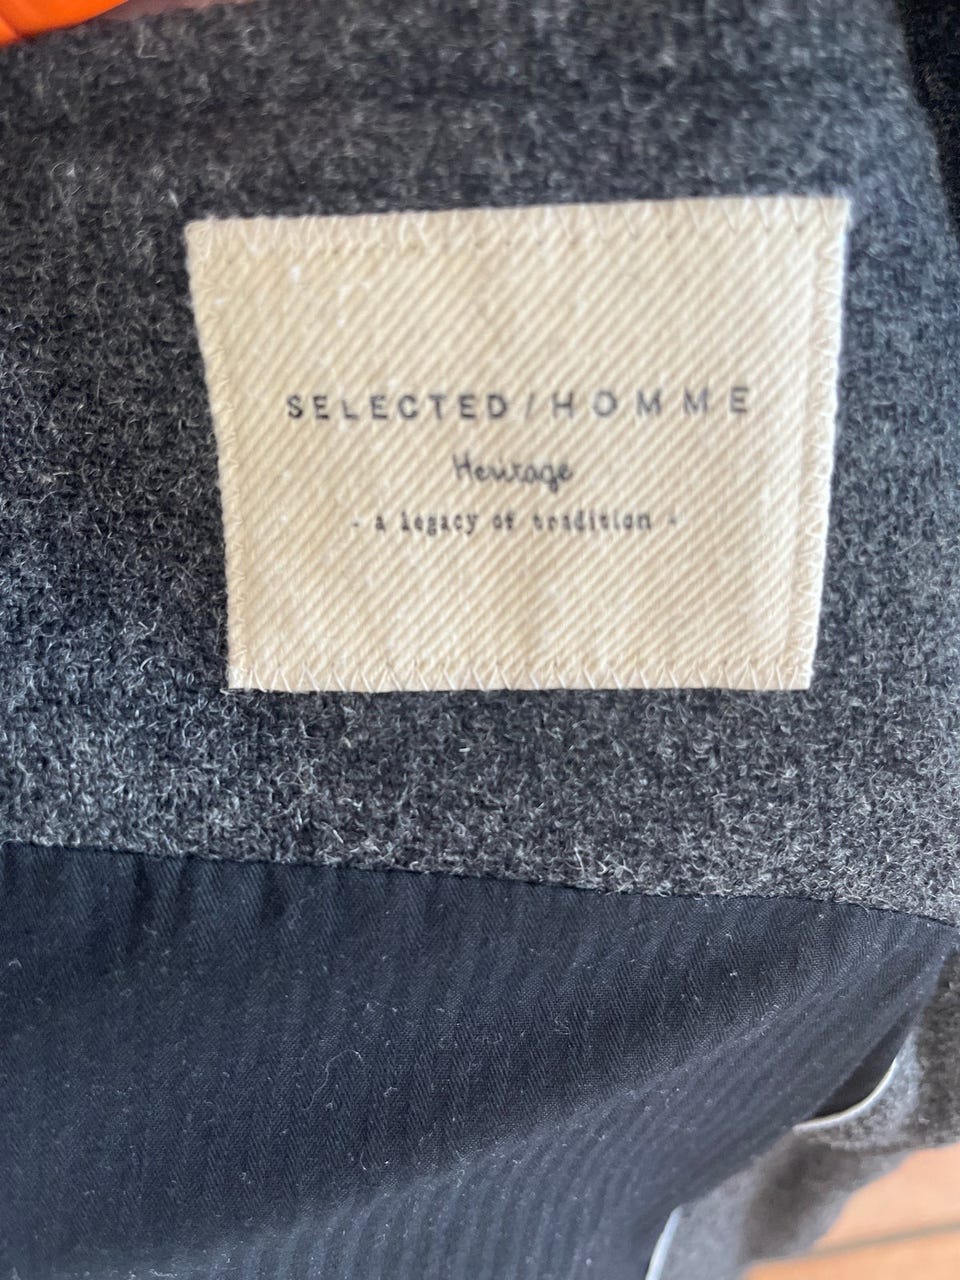 SELECTED/HOMME
Heritage
- a legacy of tradition -